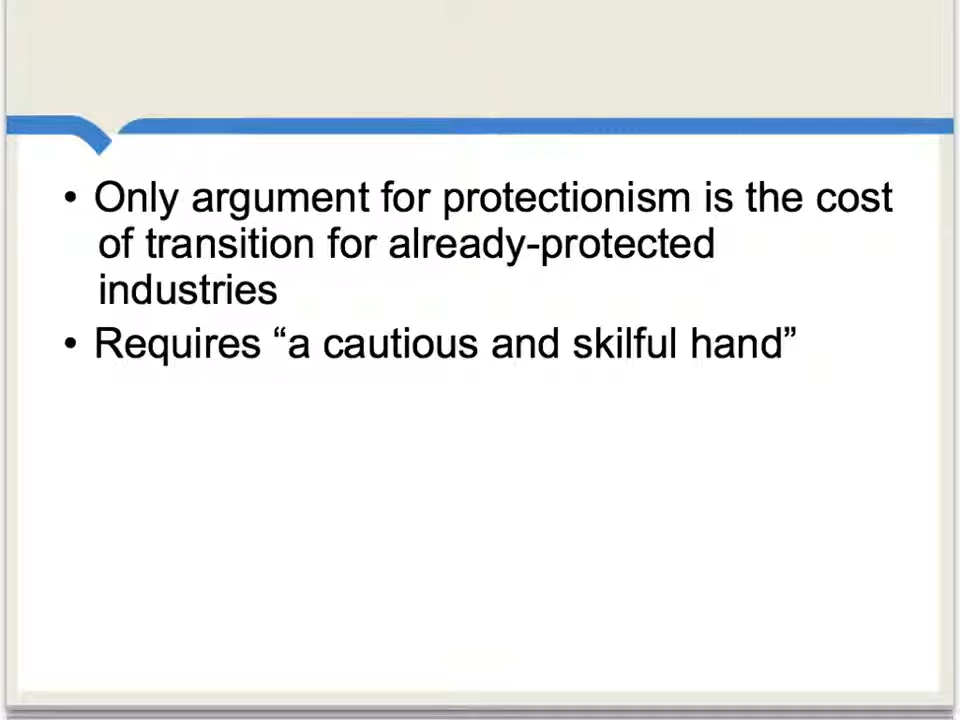 • Only argument for protectionism is the cost
of transition for already-protected
industries
• Requires “a cautious and skilful hand”